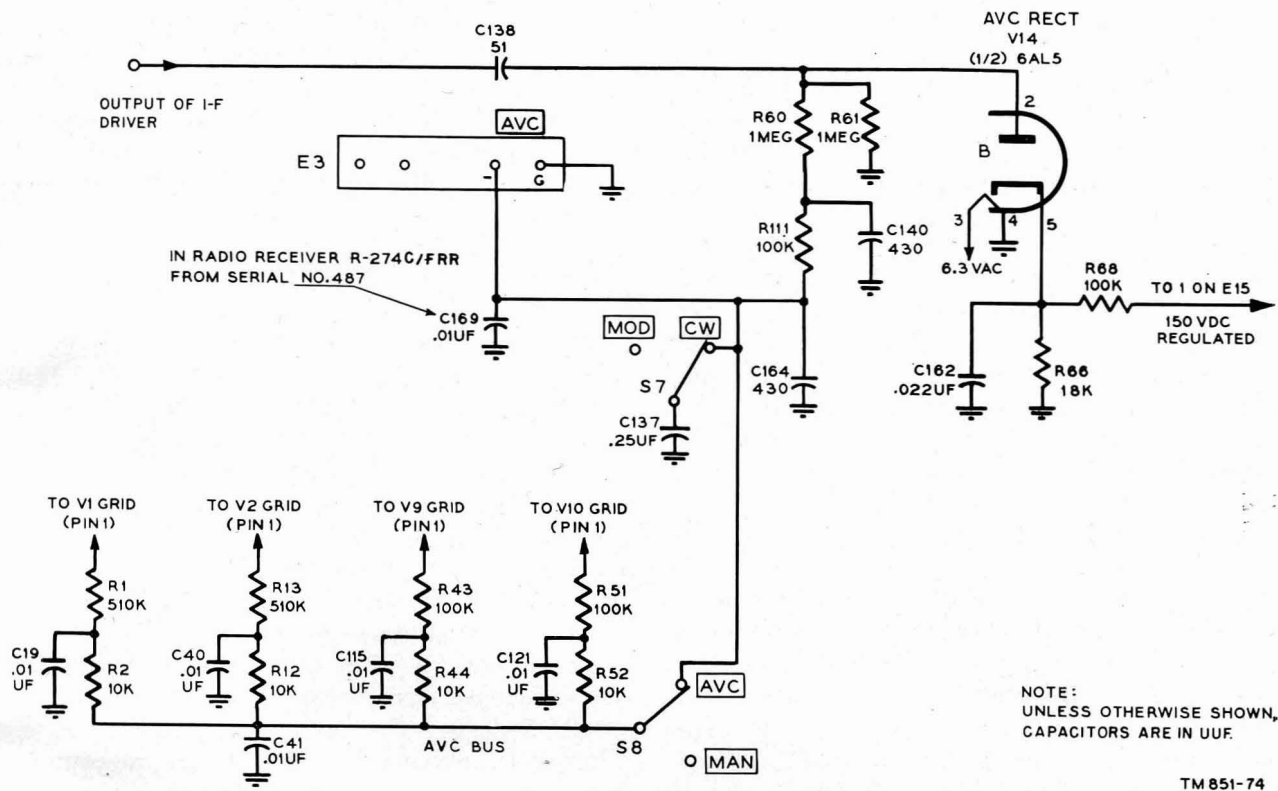 AVC RECT
V14
(1/2) 6AL5
C138
51
OUTPUT OF I-F
DRIVER
AVC
E3
-
G
R60
1MEG
R61
1MEG
2
B
3
4
5
6.3 VAC
R111
100K
C140
430
IN RADIO RECEIVER R-274C/FRR
FROM SERIAL NO.487
C169
.01UF
MOD
CW
S7
C137
.25UF
C164
430
R68
100K
TO 1 ON E15
150 VDC
REGULATED
C162
.022UF
R66
18K
TO V1 GRID
(PIN 1)
TO V2 GRID
(PIN 1)
TO V9 GRID
(PIN 1)
TO V10 GRID
(PIN 1)
R1
510K
R13
510K
R43
100K
R51
100K
C19
.01
UF
R2
10K
C40
.01
UF
R12
10K
C115
.01
UF
R44
10K
C121
.01
UF
R52
10K
AVC
C41
.01UF
AVC BUS
S8
MAN
NOTE:
UNLESS OTHERWISE SHOWN,
CAPACITORS ARE IN UUF.
TM 851-74